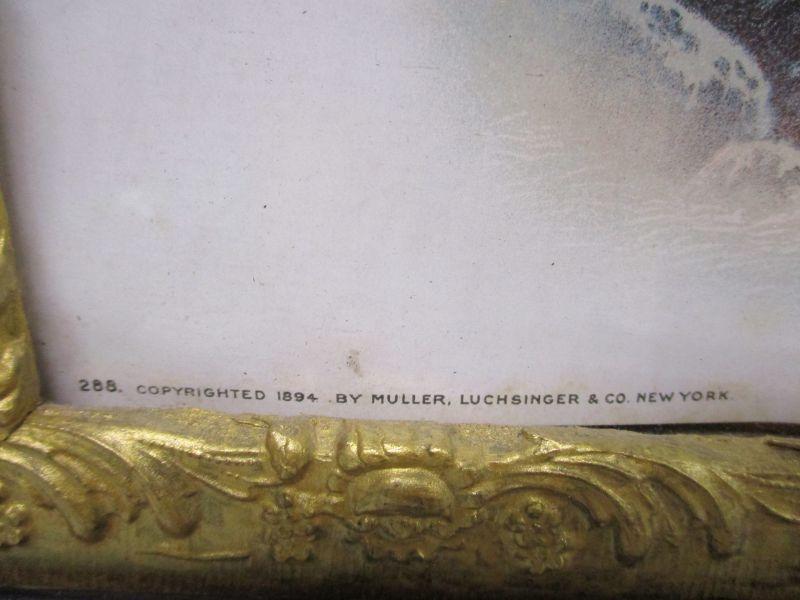 288. COPYRIGHTED 1894 . BY MULLER, LUCHSINGER & CO. NEW YORK.